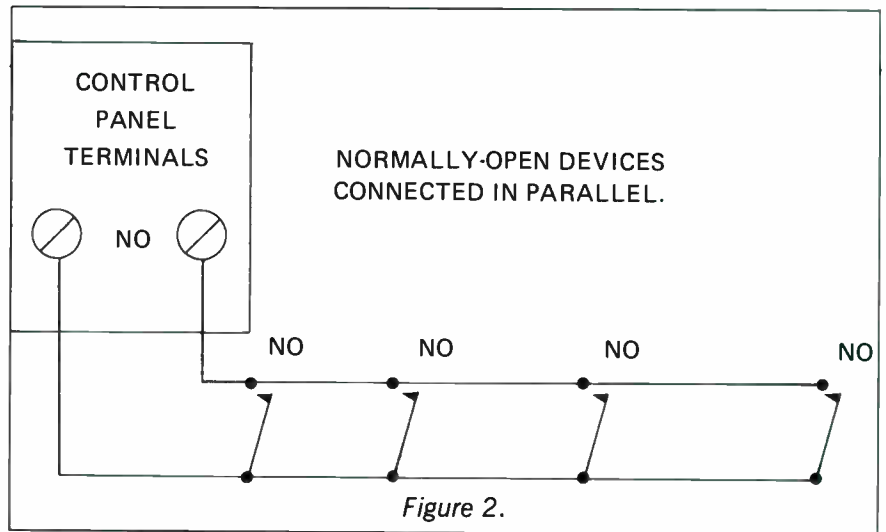 CONTROL
PANEL
TERMINALS
NORMALLY-OPEN DEVICES
CONNECTED IN PARALLEL.
NO
NO
NO
NO
NO
Figure 2.